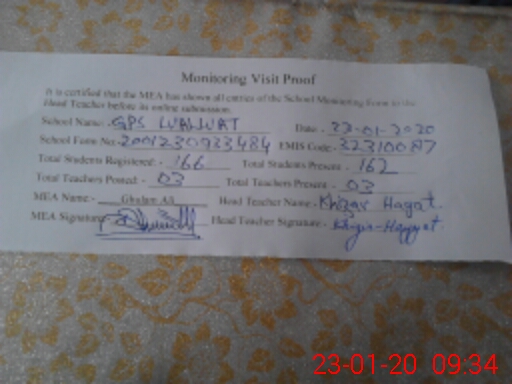 Monitoring Visit Proof
It is certified that the MEA has shown all entries of the School Monitoring Form to the
Head Teacher before its online submission.
School Name: GPS Date: 23-01-2020
School Form No: EMIS Code: 32310087
Total Students Registered: 166 Total Students Present: 162
Total Teachers Posted: 03 Total Teachers Present: 03
MEA Name: Ghulam Ali Head Teacher Name: Khizar Hayat
MEA Signature: Head Teacher Signature: Khizar Hayyat
23-01-20 09:34